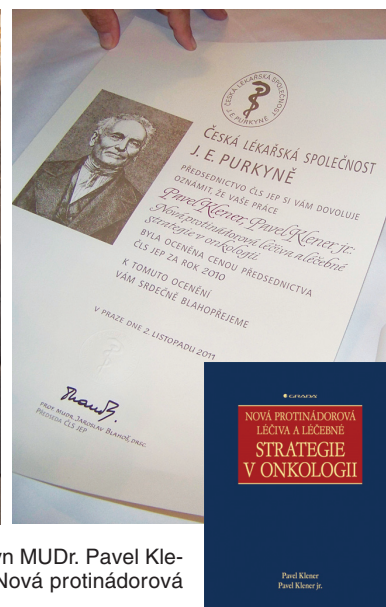 ČESKÁ LÉKAŘSKÁ SPOLEČNOST
J. E. PURKYNĚ
ČESKÁ LÉKAŘSKÁ SPOLEČNOST
J. E. PURKYNĚ
PŘEDSEDNICTVO ČLS JEP SI VÁM DOVOLUJE
OZNÁMIT, ŽE VAŠE PRÁCE
Pavel Klener, Pavel Klener, jr.:
Nová protinádorová léčiva a léčebné
strategie v onkologii.
BYLA OCENĚNA CENOU PŘEDSEDNICTVA
ČLS JEP ZA ROK 2010
K TOMUTO OCENĚNÍ
VÁM SRDEČNĚ BLAHOPŘEJEME
V PRAZE DNE 2. LISTOPADU 2011
PROF. MUDR. JAROSLAV BLAHOŠ, DRSC.
PŘEDSEDA ČLS JEP
GRADA
NOVÁ PROTINÁDOROVÁ
LÉČIVA A LÉČEBNÉ
STRATEGIE
V ONKOLOGII
Pavel Klener
Pavel Klener jr.
yn MUDr. Pavel Kle-
Nová protinádorová